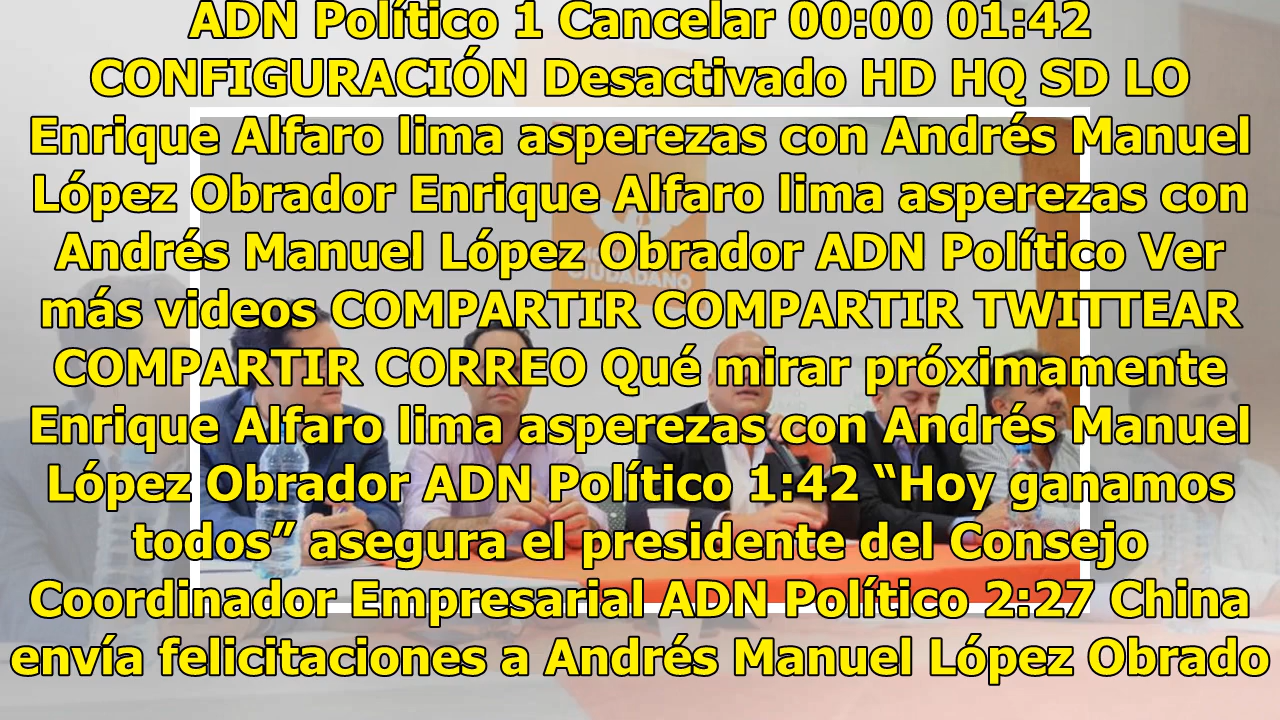 ADN Político 1 Cancelar 00:00 01:42
CONFIGURACIÓN Desactivado HD HQ SD LO
Enrique Alfaro lima asperezas con Andrés Manuel
López Obrador Enrique Alfaro lima asperezas con
Andrés Manuel López Obrador ADN Político Ver
más videos COMPARTIR COMPARTIR TWITTEAR
COMPARTIR CORREO Qué mirar próximamente
Enrique Alfaro lima asperezas con Andrés Manuel
López Obrador ADN Político 1:42 “Hoy ganamos
todos” asegura el presidente del Consejo
Coordinador Empresarial ADN Político 2:27 China
envía felicitaciones a Andrés Manuel López Obrado
CIUDADANO